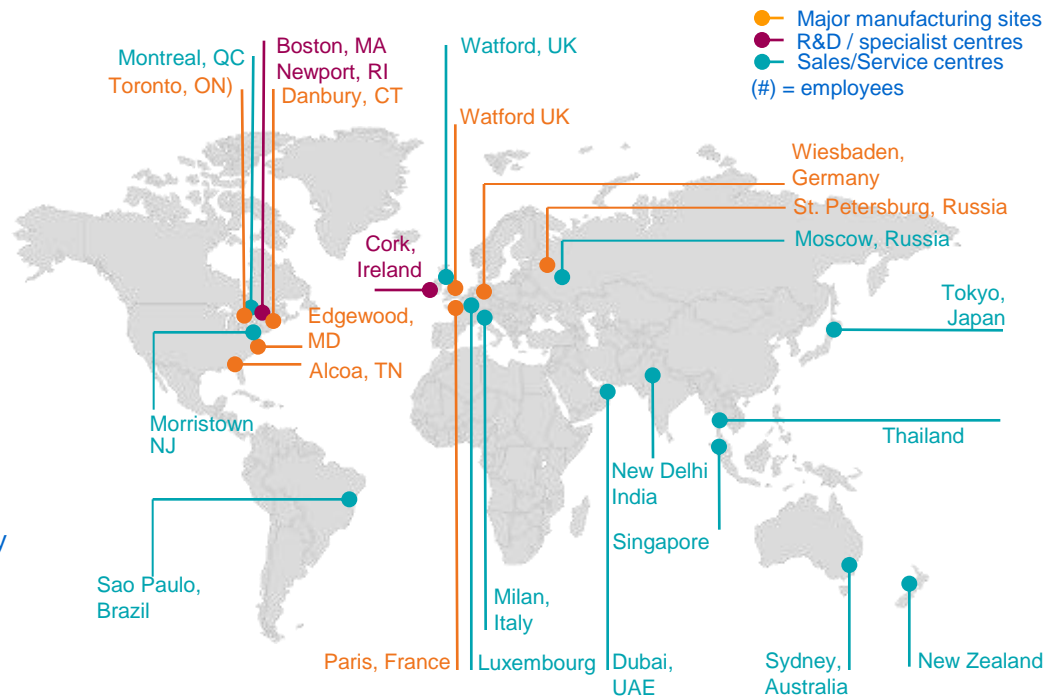 Major manufacturing sites
R&D / specialist centres
Sales/Service centres
(#) = employees
Montreal, QC
Toronto, ON)
Boston, MA
Newport, RI
Danbury, CT
Watford, UK
Watford UK
Wiesbaden,
Germany
St. Petersburg, Russia
Moscow, Russia
Cork,
Ireland
Tokyo,
Japan
Edgewood,
MD
Alcoa, TN
Morristown
NJ
Thailand
New Delhi
India
Singapore
y
Sao Paulo,
Brazil
Milan,
Italy
Paris, France
Luxembourg
Dubai,
UAE
Sydney,
Australia
New Zealand